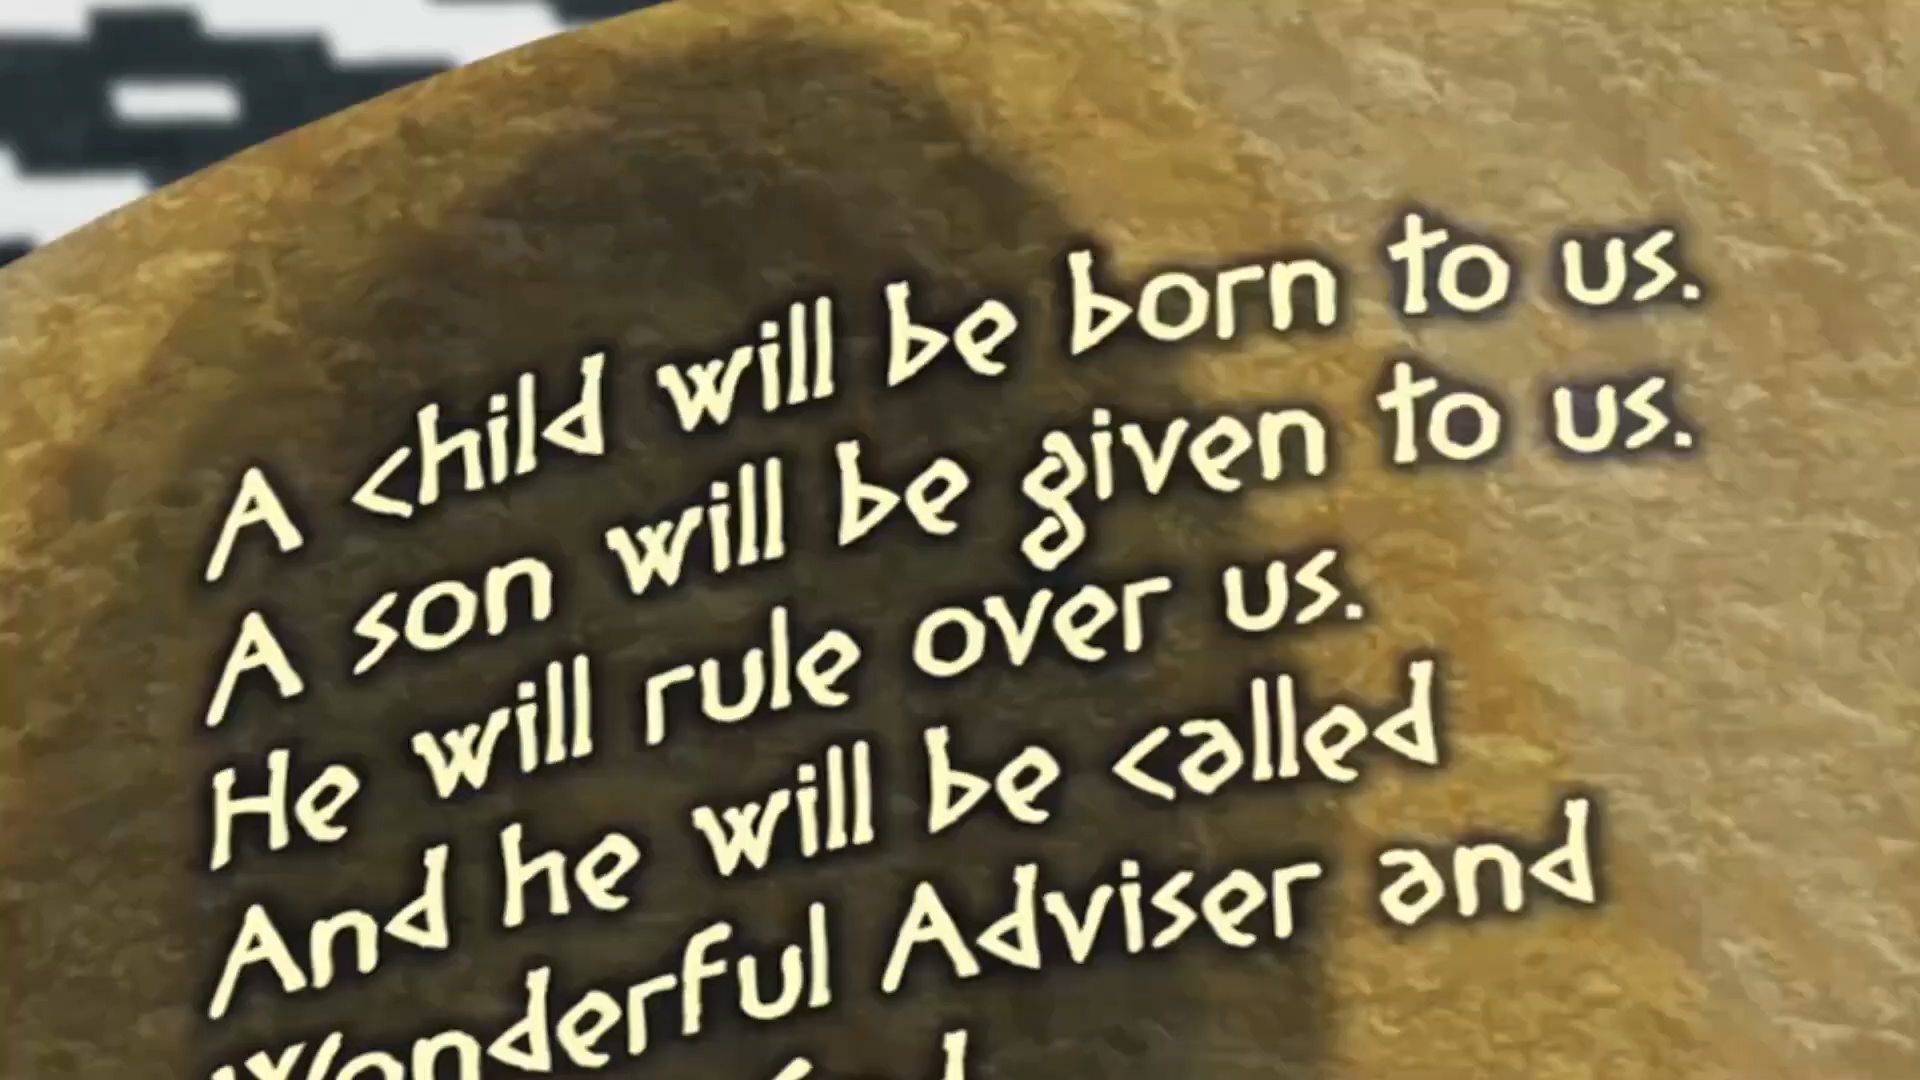 A child will be born to us.
A son will be given to us.
He will rule over us.
And he will be called
Wonderful Adviser and